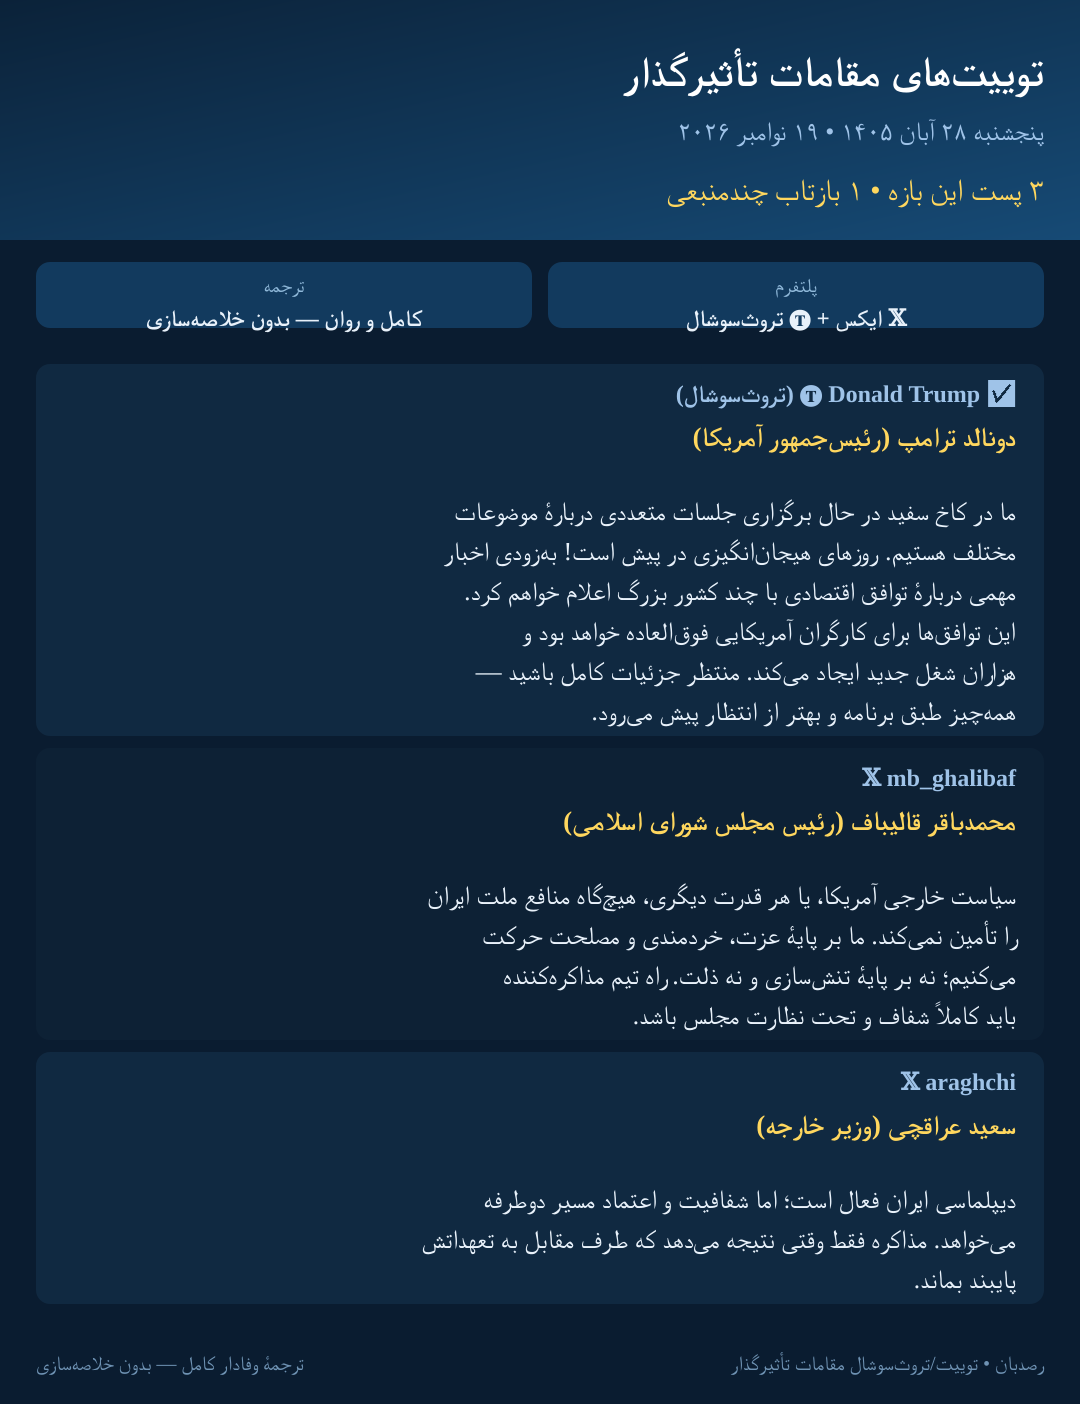 توییت‌های مقامات تأثیرگذار
پنجشنبه ۲۸ آبان ۱۴۰۵ • ۱۹ نوامبر ۲۰۲۶
۳ پست این بازه • ۱ بازتاب چندمنبعی
پلتفرم
𝕏 ایکس + 🅣 تروث‌سوشال
ترجمه
کامل و روان — بدون خلاصه‌سازی
☑ Donald Trump 🅣 (تروث‌سوشال)
دونالد ترامپ (رئیس‌جمهور آمریکا)
ما در کاخ سفید در حال برگزاری جلسات متعددی دربارهٔ موضوعات
مختلف هستیم. روزهای هیجان‌انگیزی در پیش است! به‌زودی اخبار
مهمی دربارهٔ توافق اقتصادی با چند کشور بزرگ اعلام خواهم کرد.
این توافق‌ها برای کارگران آمریکایی فوق‌العاده خواهد بود و
هزاران شغل جدید ایجاد می‌کند. منتظر جزئیات کامل باشید —
همه‌چیز طبق برنامه و بهتر از انتظار پیش می‌رود.
mb_ghalibaf 𝕏
محمدباقر قالیباف (رئیس مجلس شورای اسلامی)
سیاست خارجی آمریکا، یا هر قدرت دیگری، هیچ‌گاه منافع ملت ایران
را تأمین نمی‌کند. ما بر پایهٔ عزت، خردمندی و مصلحت حرکت
می‌کنیم؛ نه بر پایهٔ تنش‌سازی و نه ذلت. راه تیم مذاکره‌کننده
باید کاملاً شفاف و تحت نظارت مجلس باشد.
araghchi 𝕏
سعید عراقچی (وزیر خارجه)
دیپلماسی ایران فعال است؛ اما شفافیت و اعتماد مسیر دوطرفه
می‌خواهد. مذاکره فقط وقتی نتیجه می‌دهد که طرف مقابل به تعهداتش
پایبند بماند.
رصدبان • توییت/تروث‌سوشال مقامات تأثیرگذار
ترجمهٔ وفادار کامل — بدون خلاصه‌سازی